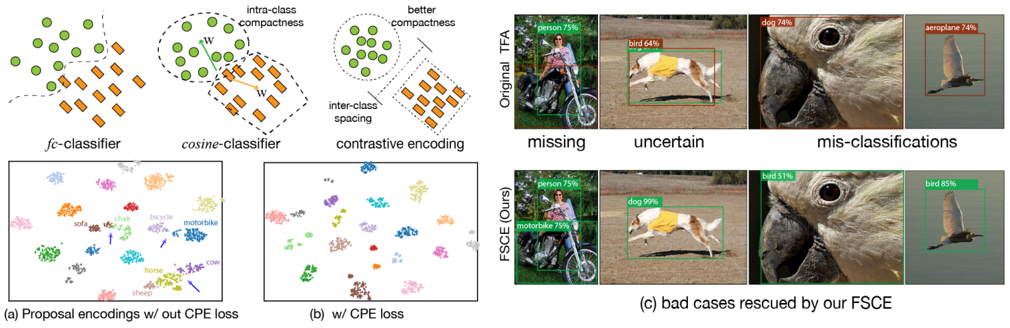 intra-class
compactness
better
compactness
W
W
inter-class
spacing
fc-classifier
cosine-classifier
contrastive encoding
sofa
chair
bicycle
motorbike
horse
cow
sheep
(a) Proposal encodings w/ out CPE loss
(b) w/ CPE loss
Original TFA
person 75%
bird 64%
dog 74%
aeroplane 74%
missing
uncertain
mis-classifications
FSCE (Ours)
person 75%
motorbike 75%
dog 99%
bird 51%
bird 85%
(c) bad cases rescued by our FSCE